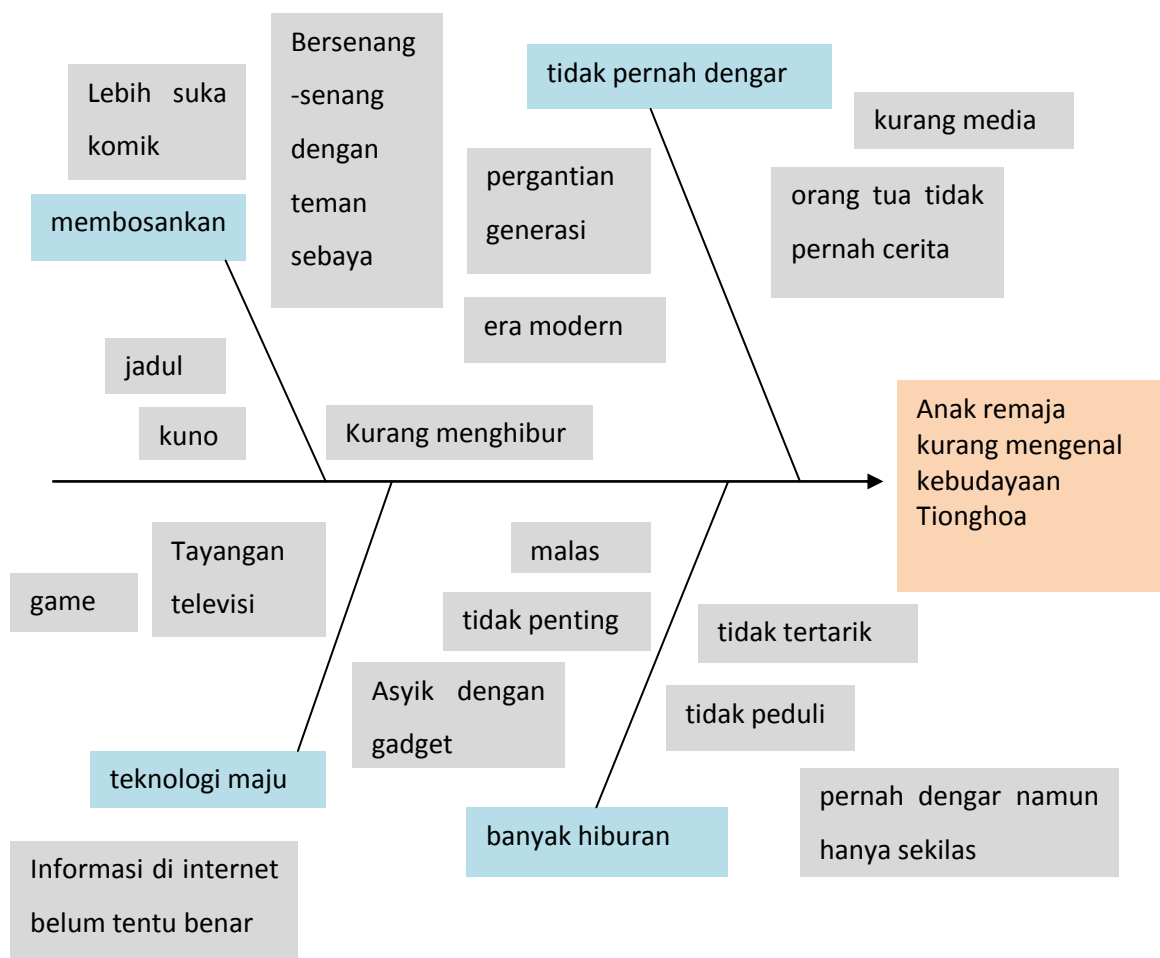 Bersenang
-senang
dengan
teman
sebaya
tidak pernah dengar
Lebih suka
komik
kurang media
pergantian
generasi
orang tua tidak
pernah cerita
membosankan
era modern
jadul
kuno
Kurang menghibur
Anak remaja
kurang mengenal
kebudayaan
Tionghoa
Tayangan
televisi
game
malas
tidak penting
tidak tertarik
Asyik dengan
gadget
tidak peduli
teknologi maju
banyak hiburan
pernah dengar namun
hanya sekilas
Informasi di internet
belum tentu benar